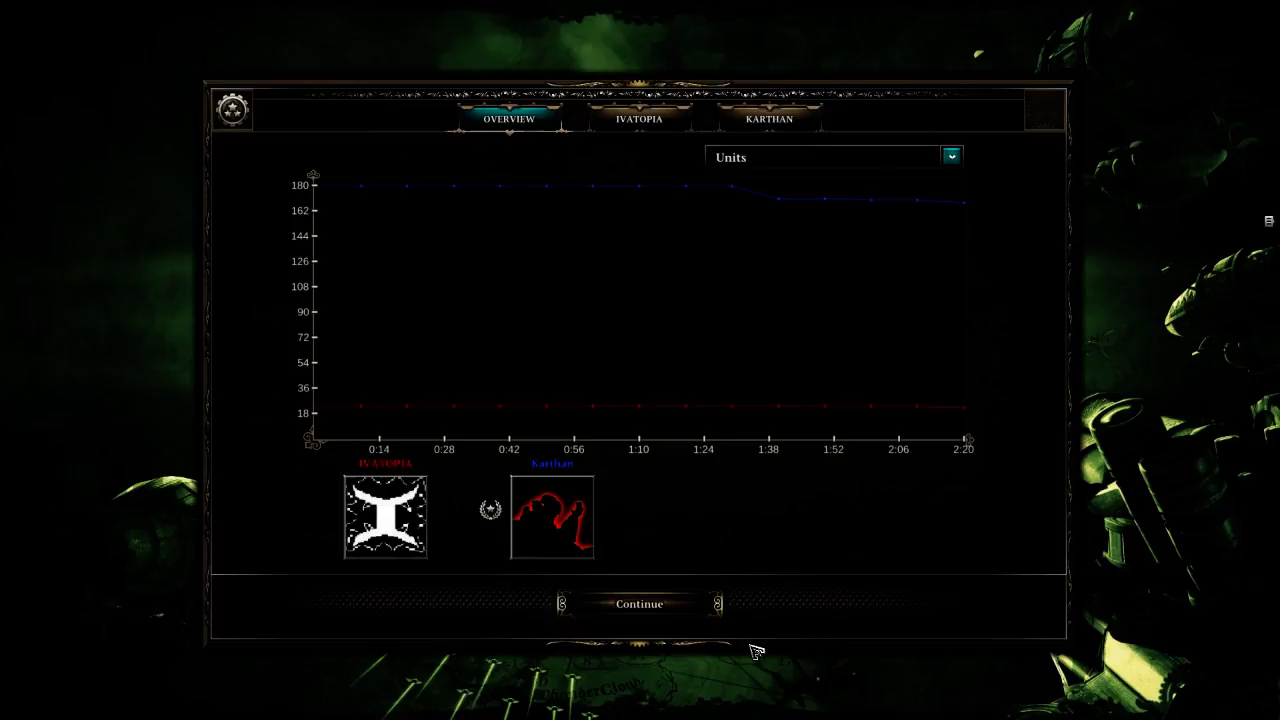 OVERVIEW IVATOPIA KARTHAN
Units
180
162
144
126
108
90
72
54
36
18
0:14 0:28 0:42 0:56 1:10 1:24 1:38 1:52 2:06 2:20
IVATOPIA Karthan
Continue